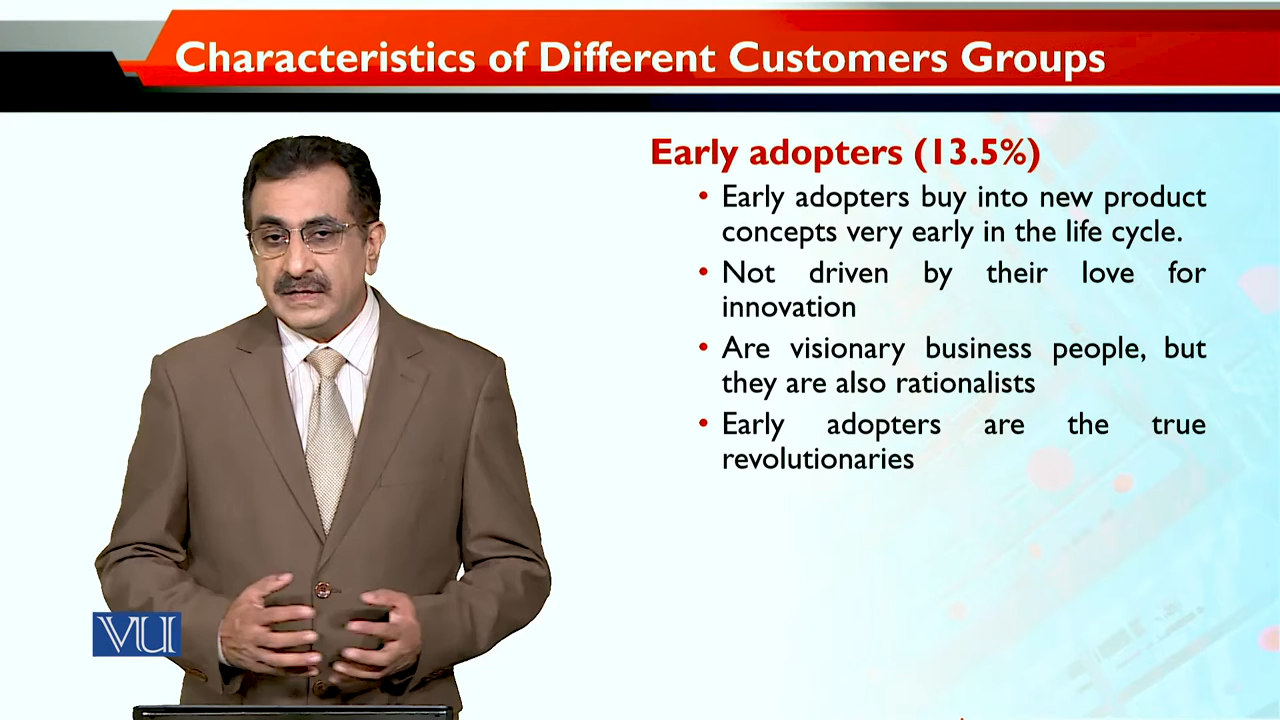 Characteristics of Different Customers Groups
Early adopters (13.5%)
• Early adopters buy into new product
concepts very early in the life cycle.
• Not driven by their love for
innovation
• Are visionary business people, but
they are also rationalists
• Early adopters are the true
revolutionaries
VU